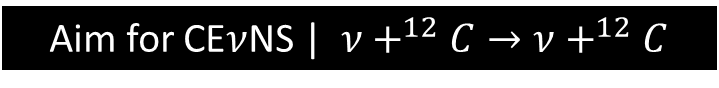 Aim for CEνNS | ν +¹² C → ν +¹² C